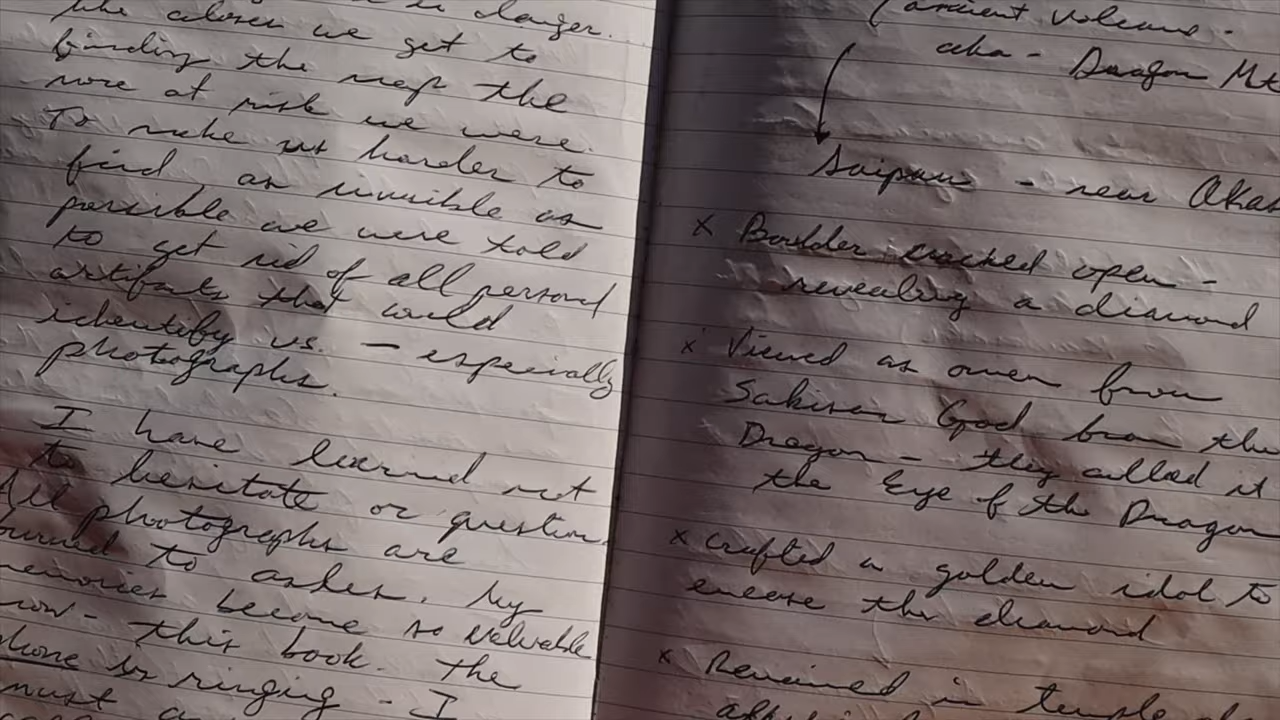 danger.
the closer we get to
finding the map the
more at risk we were.
To make us harder to
find as invisible as
possible we were told
to get rid of all personal
artifacts that could
identify us. - especially
photographs.
I have learned not
to hesitate or question.
All photographs are
burned to ashes. My
memories become so valuable
now - this book. The
phone is ringing - I
must
ancient volcano.
aka - Dragon Mt
Saipan - near
x Boulder cracked open -
revealing a diamond
x Viewed as omen from
God from the
Dragon - they called it
the Eye of the Dragon
x crafted a golden idol to
encase the diamond
x Remained in temple